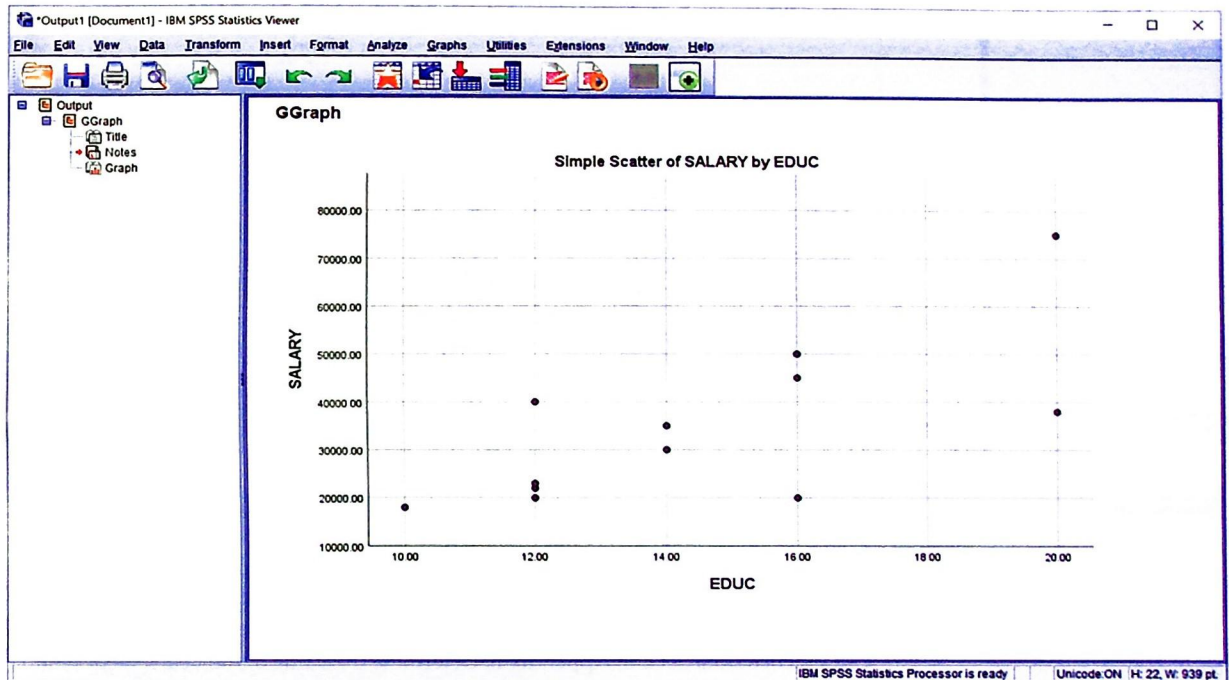 *Output1 [Document1] - IBM SPSS Statistics Viewer
File Edit View Data Transform Insert Format Analyze Graphs Utilities Extensions Window Help
Output
GGraph
Title
Notes
Graph
GGraph
Simple Scatter of SALARY by EDUC
80000.00
70000.00
60000.00
50000.00
40000.00
30000.00
20000.00
10000.00
SALARY
10.00 12.00 14.00 16.00 18.00 20.00
EDUC
IBM SPSS Statistics Processor is ready Unicode:ON H: 22, W: 939 pt.